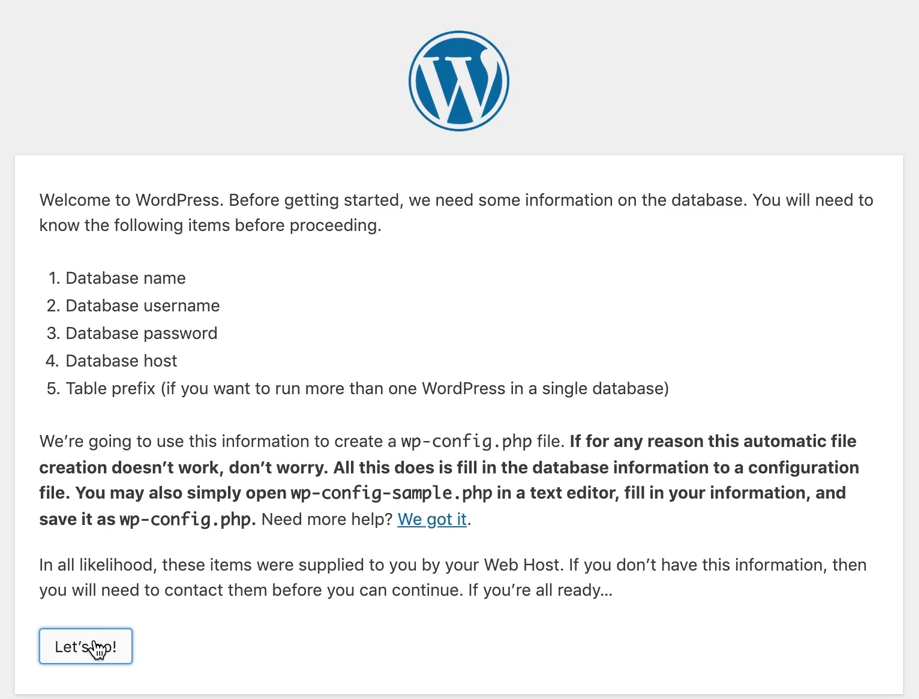 Welcome to WordPress. Before getting started, we need some information on the database. You will need to
know the following items before proceeding.
1. Database name
2. Database username
3. Database password
4. Database host
5. Table prefix (if you want to run more than one WordPress in a single database)
We’re going to use this information to create a wp-config.php file. If for any reason this automatic file
creation doesn’t work, don’t worry. All this does is fill in the database information to a configuration
file. You may also simply open wp-config-sample.php in a text editor, fill in your information, and
save it as wp-config.php. Need more help? We got it.
In all likelihood, these items were supplied to you by your Web Host. If you don’t have this information, then
you will need to contact them before you can continue. If you’re all ready…
Let’s go!